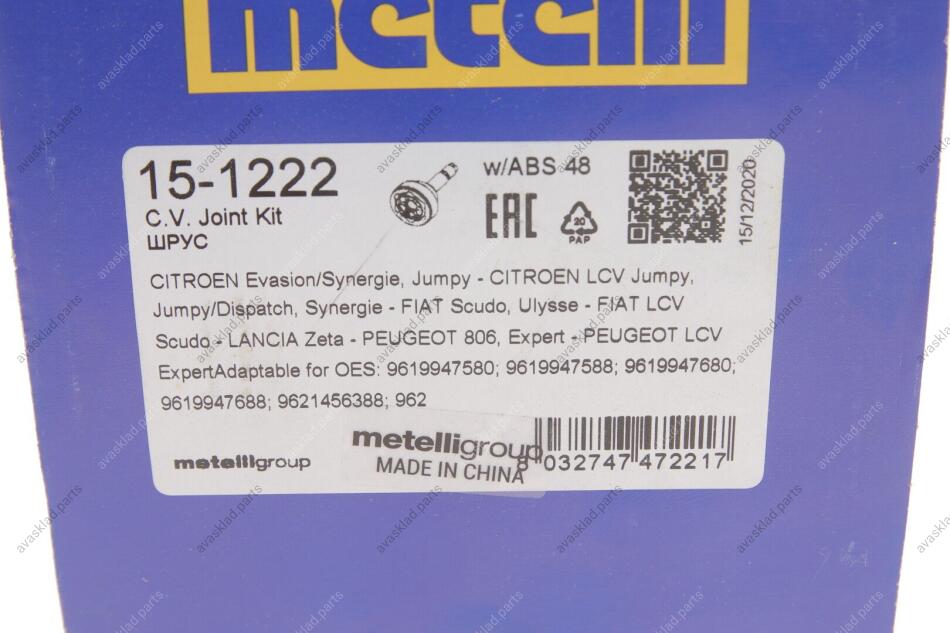 metelli
15-1222
C.V. Joint Kit
ШРУС
w/ABS 48
EAC
20
PAP
15/12/2020
CITROEN Evasion/Synergie, Jumpy - CITROEN LCV Jumpy,
Jumpy/Dispatch, Synergie - FIAT Scudo, Ulysse - FIAT LCV
Scudo - LANCIA Zeta - PEUGEOT 806, Expert - PEUGEOT LCV
ExpertAdaptable for OES: 9619947580; 9619947588; 9619947680;
9619947688; 9621456388; 962
metelligroup
metelligroup
MADE IN CHINA
8 032747 472217
avasklad.parts